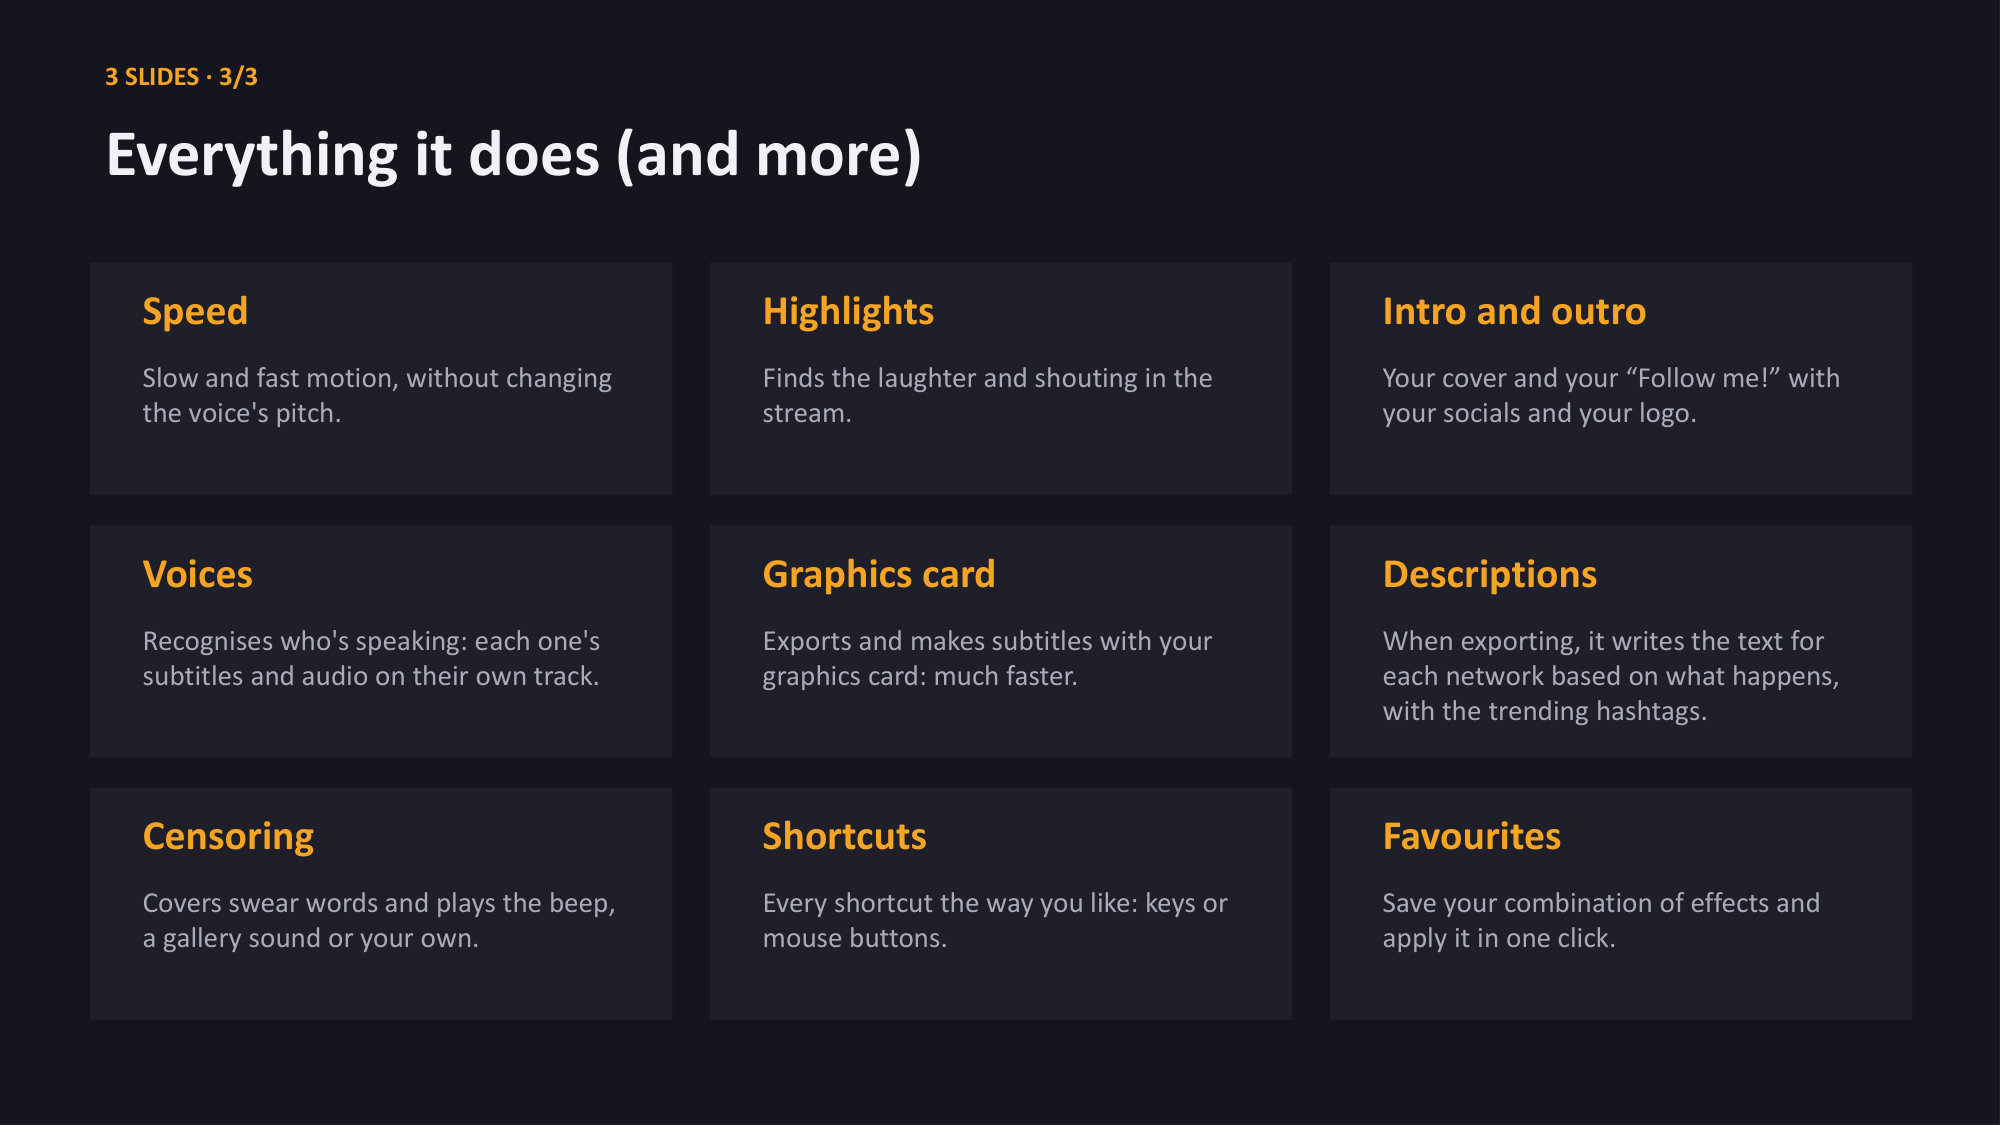 3 SLIDES · 3/3
Everything it does (and more)
Speed
Slow and fast motion, without changing
the voice's pitch.
Highlights
Finds the laughter and shouting in the
stream.
Intro and outro
Your cover and your “Follow me!” with
your socials and your logo.
Voices
Recognises who's speaking: each one's
subtitles and audio on their own track.
Graphics card
Exports and makes subtitles with your
graphics card: much faster.
Descriptions
When exporting, it writes the text for
each network based on what happens,
with the trending hashtags.
Censoring
Covers swear words and plays the beep,
a gallery sound or your own.
Shortcuts
Every shortcut the way you like: keys or
mouse buttons.
Favourites
Save your combination of effects and
apply it in one click.